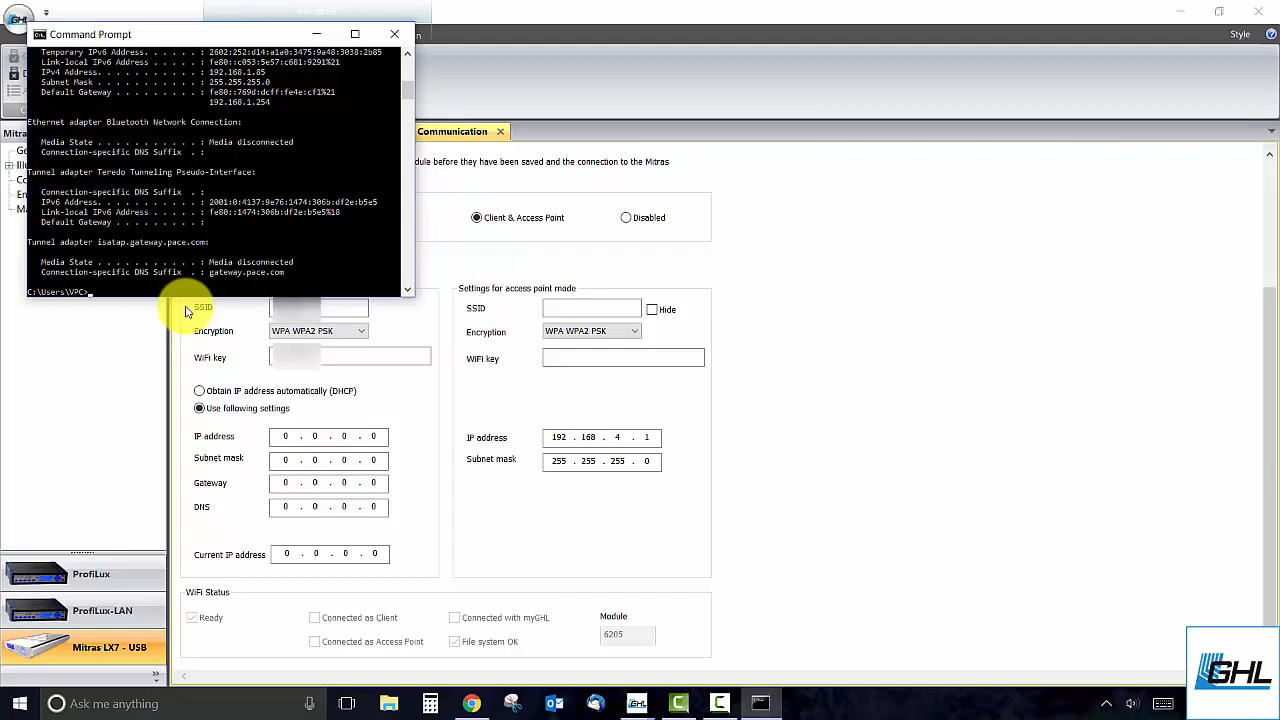 GHL
Style
Command Prompt
Temporary IPv6 Address. . . . . . : 2602:252:d14:a1a0:3475:9a48:3038:2b85
Link-local IPv6 Address . . . . . : fe80::c053:5e57:c681:9291%21
IPv4 Address. . . . . . . . . . . : 192.168.1.85
Subnet Mask . . . . . . . . . . . : 255.255.255.0
Default Gateway . . . . . . . . . : fe80::769d:dcff:fe4e:cf1%21
192.168.1.254
Ethernet adapter Bluetooth Network Connection:
Media State . . . . . . . . . . . : Media disconnected
Connection-specific DNS Suffix . :
Tunnel adapter Teredo Tunneling Pseudo-Interface:
Connection-specific DNS Suffix . :
IPv6 Address. . . . . . . . . . . : 2001:0:4137:9e76:1474:306b:df2e:b5e5
Link-local IPv6 Address . . . . . : fe80::1474:306b:df2e:b5e5%18
Default Gateway . . . . . . . . . :
Tunnel adapter isatap.gateway.pace.com:
Media State . . . . . . . . . . . : Media disconnected
Connection-specific DNS Suffix . : gateway.pace.com
C:\Users\VPC>
Mitras
Communication
before they have been saved and the connection to the Mitras
Client & Access Point
Disabled
SSID
Encryption
WPA WPA2 PSK
WiFi key
Obtain IP address automatically (DHCP)
Use following settings
IP address
0 . 0 . 0 . 0
Subnet mask
0 . 0 . 0 . 0
Gateway
0 . 0 . 0 . 0
DNS
0 . 0 . 0 . 0
Current IP address
0 . 0 . 0 . 0
Settings for access point mode
SSID
Hide
Encryption
WPA WPA2 PSK
WiFi key
IP address
192 . 168 . 4 . 1
Subnet mask
255 . 255 . 255 . 0
WiFi Status
Ready
Connected as Client
Connected with myGHL
Module
Connected as Access Point
File system OK
6205
ProfiLux
ProfiLux-LAN
Mitras LX7 - USB
Ask me anything
GHL